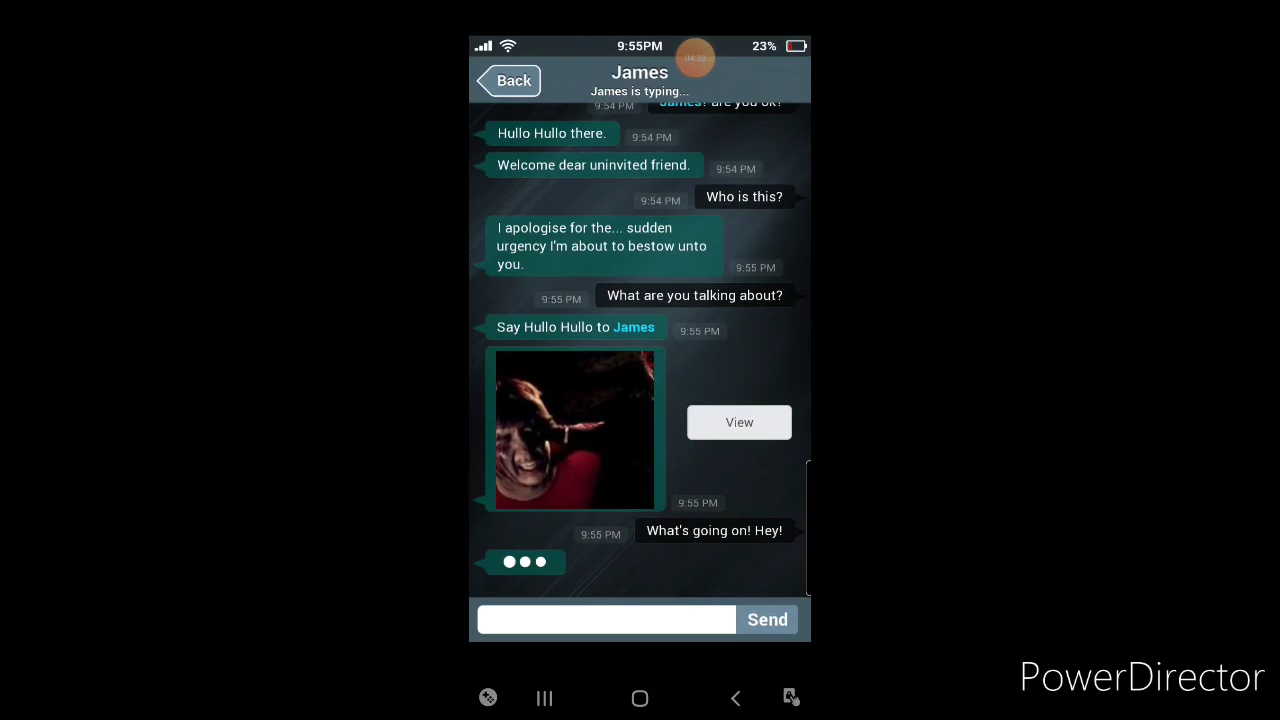 9:55PM
04:33
23%
Back
James
James is typing...
James! are you ok?
9:54 PM
Hullo Hullo there.
9:54 PM
Welcome dear uninvited friend.
9:54 PM
Who is this?
9:54 PM
I apologise for the... sudden
urgency I'm about to bestow unto
you.
9:55 PM
What are you talking about?
9:55 PM
Say Hullo Hullo to James
9:55 PM
View
9:55 PM
What's going on! Hey!
9:55 PM
Send
PowerDirector